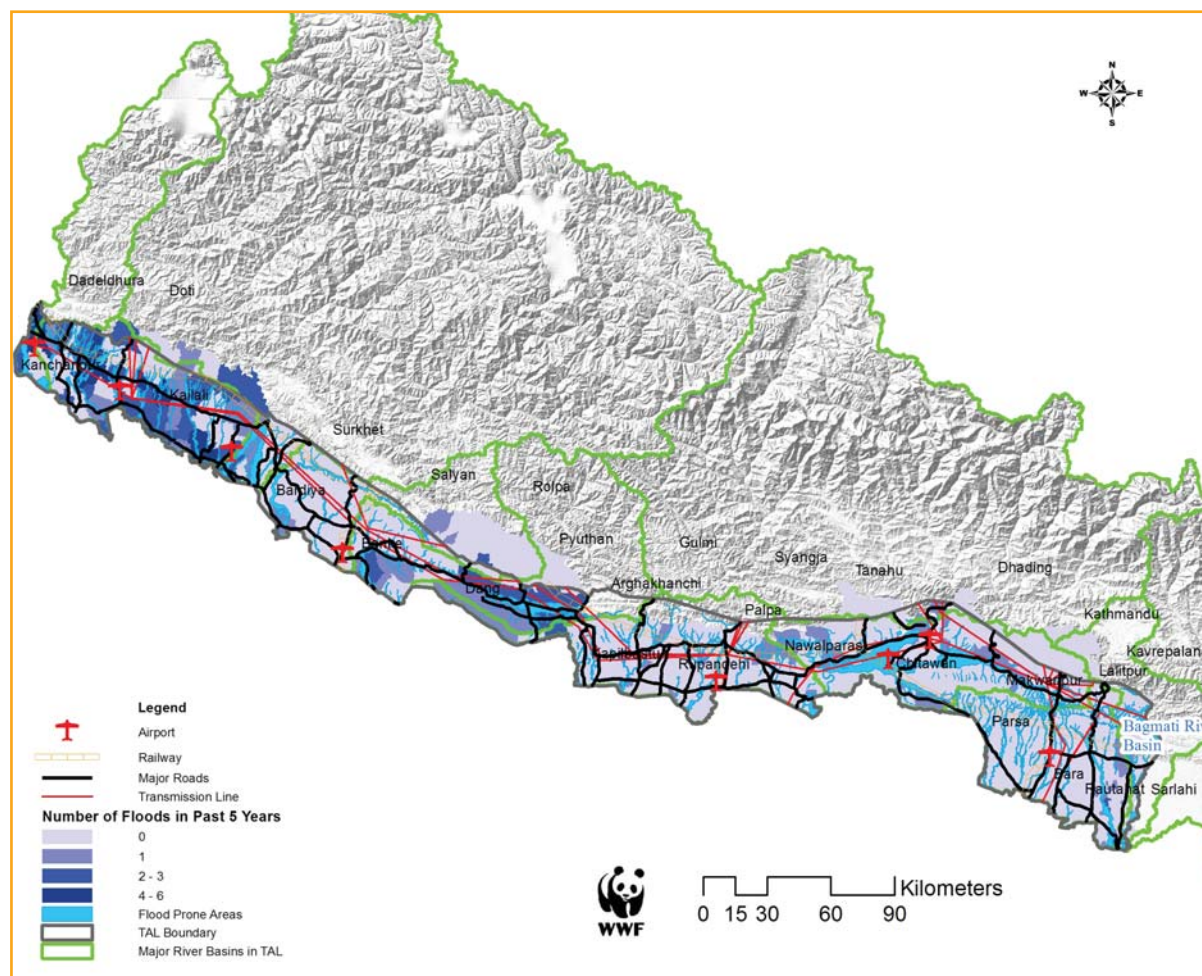 N
W E
S
Dadeldhura
Doti
Kanchanpur
Kailali
Surkhet
Bardiya
Salyan
Rolpa
Banke
Pyuthan
Gulmi
Syangja
Tanahu
Dhading
Dang
Arghakhanchi
Palpa
Kathmandu
Kapilbastu
Rupandehi
Nawalparasi
Chitawan
Kavrepalan
Makwanpur
Lalitpur
Parsa
Bagmati Riv
Basin
Bara
Rautahat
Sarlahi
Legend
Airport
Railway
Major Roads
Transmission Line
Number of Floods in Past 5 Years
0
1
2 - 3
4 - 6
Flood Prone Areas
TAL Boundary
Major River Basins in TAL
WWF
Kilometers
0 15 30 60 90